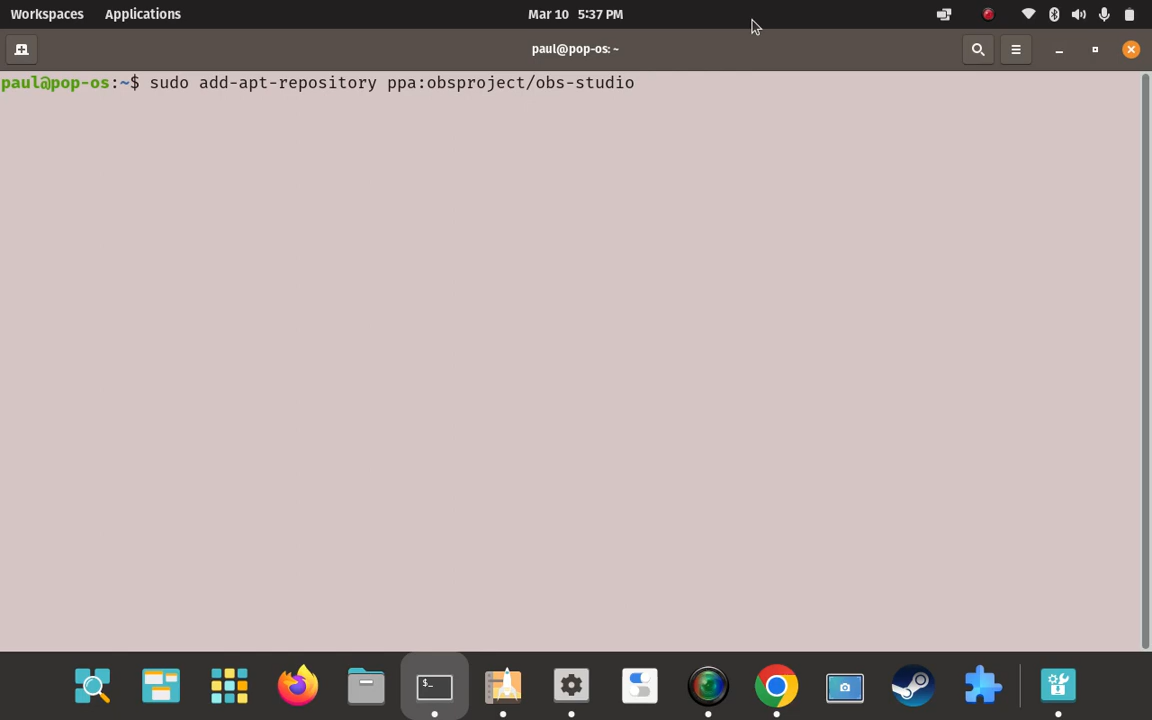 Workspaces Applications Mar 10 5:37 PM
paul@pop-os: ~
paul@pop-os:~$ sudo add-apt-repository ppa:obsproject/obs-studio
$_